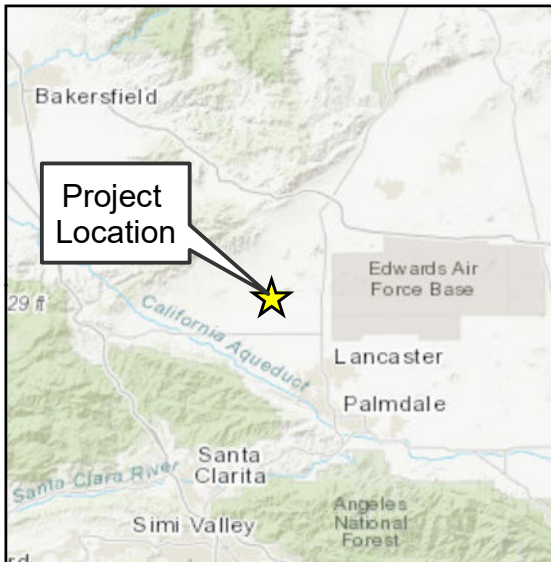 Bakersfield
Project
Location
Edwards Air
Force Base
29 ft
California Aqueduct
Lancaster
Palmdale
Santa
Clarita
Santa Clara River
Angeles
National
Forest
Simi Valley
rd